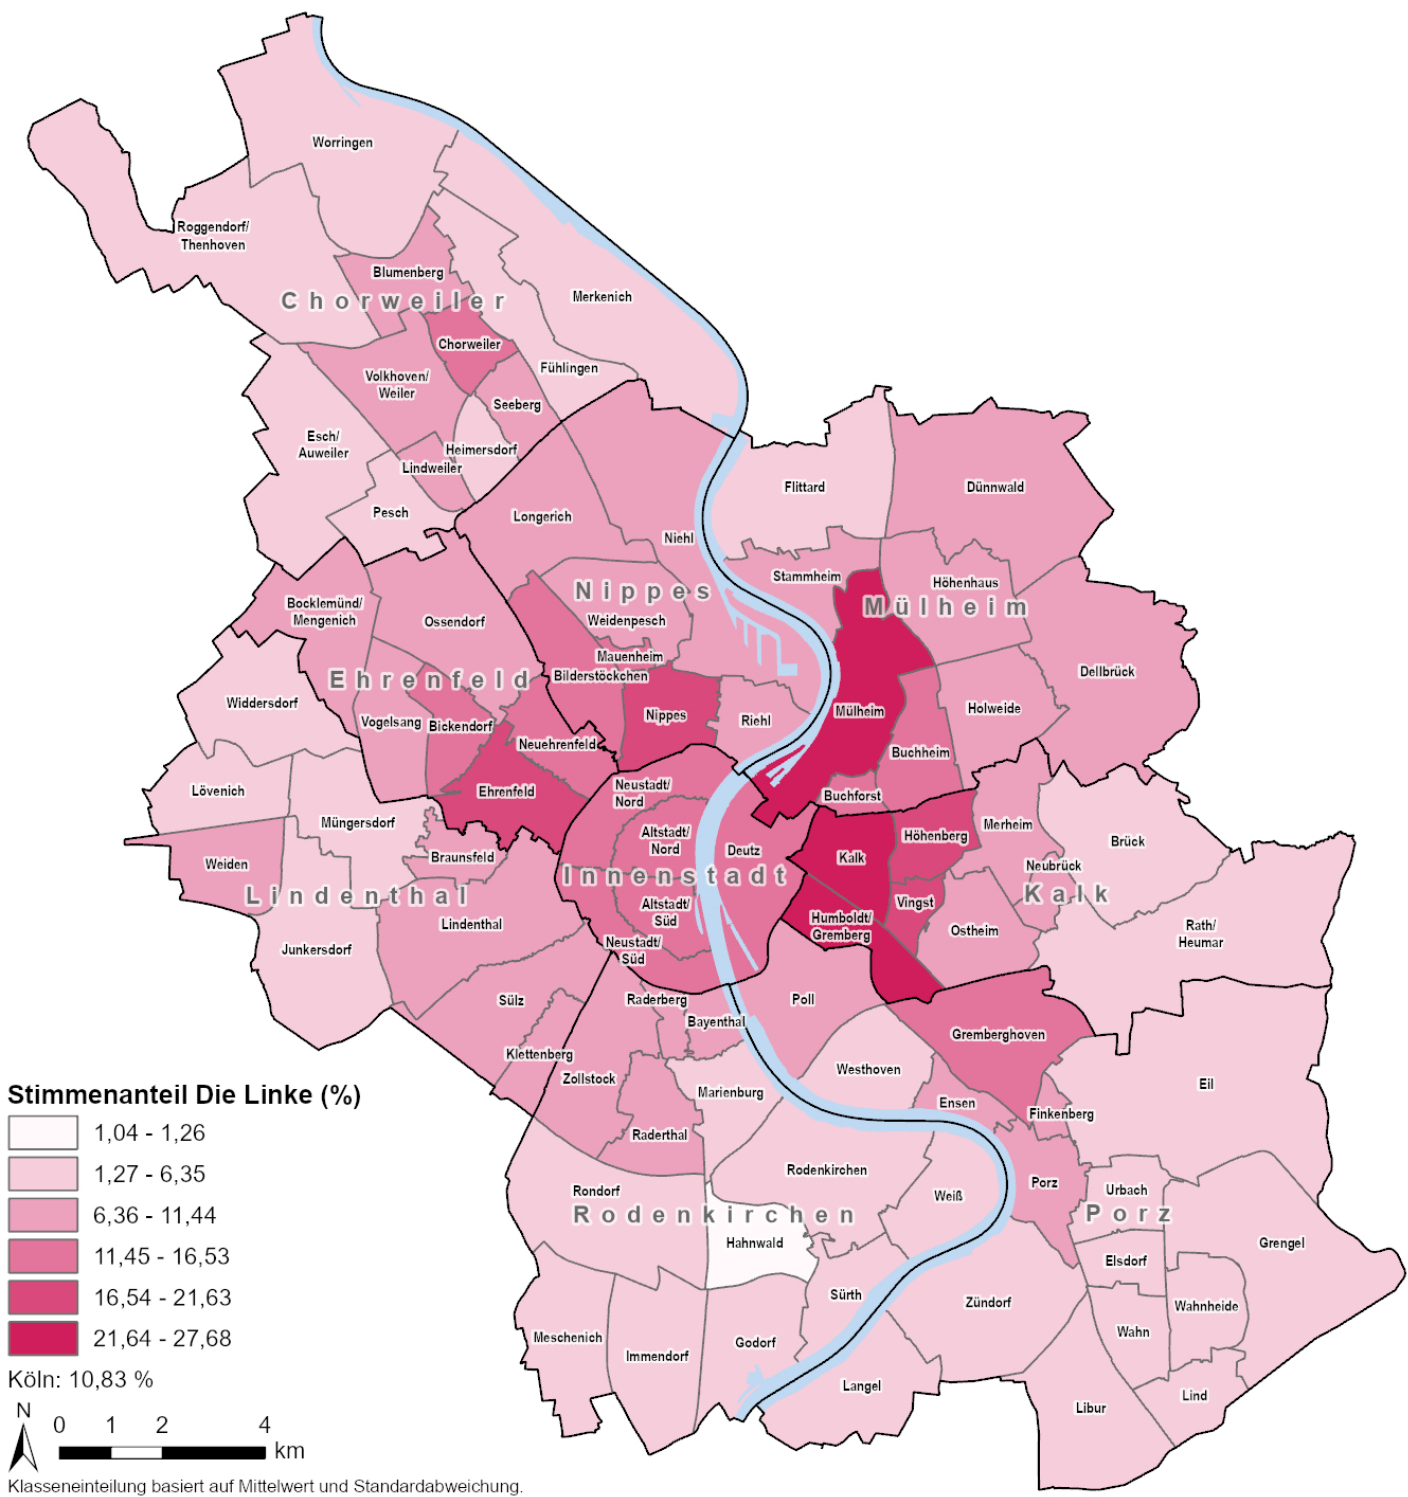 Worringen
Roggendorf/
Thenhoven
Blumenberg
Chorweiler
Merkenich
Chorweiler
Fühlingen
Volkhoven/
Weiler
Seeberg
Esch/
Auweiler
Heimersdorf
Lindweiler
Pesch
Flittard
Dünnwald
Longerich
Niehl
Stammheim
Höhenhaus
Nippes
Mülheim
Bocklemünd/
Mengenich
Ossendorf
Weidenpesch
Mauenheim
Dellbrück
Ehrenfeld
Bilderstöckchen
Widdersdorf
Vogelsang
Bickendorf
Nippes
Riehl
Mülheim
Holweide
Neuehrenfeld
Buchheim
Lövenich
Ehrenfeld
Neustadt/
Nord
Buchforst
Müngersdorf
Altstadt/
Nord
Deutz
Kalk
Höhenberg
Merheim
Brück
Weiden
Braunsfeld
Innenstadt
Neubrück
Lindenthal
Kalk
Lindenthal
Altstadt/
Süd
Humboldt/
Gremberg
Vingst
Ostheim
Rath/
Heumar
Junkersdorf
Neustadt/
Süd
Sülz
Raderberg
Poll
Bayenthal
Gremberghoven
Klettenberg
Zollstock
Marienburg
Westhoven
Eil
Ensen
Finkenberg
Raderthal
Rodenkirchen
Rondorf
Weiß
Porz
Urbach
Rodenkirchen
Porz
Hahnwald
Grengel
Elsdorf
Sürth
Zündorf
Wahnheide
Meschenich
Godorf
Wahn
Immendorf
Langel
Lind
Libur
Stimmenanteil Die Linke (%)
1,04 - 1,26
1,27 - 6,35
6,36 - 11,44
11,45 - 16,53
16,54 - 21,63
21,64 - 27,68
Köln: 10,83 %
N
0 1 2 4
km
Klasseneinteilung basiert auf Mittelwert und Standardabweichung.